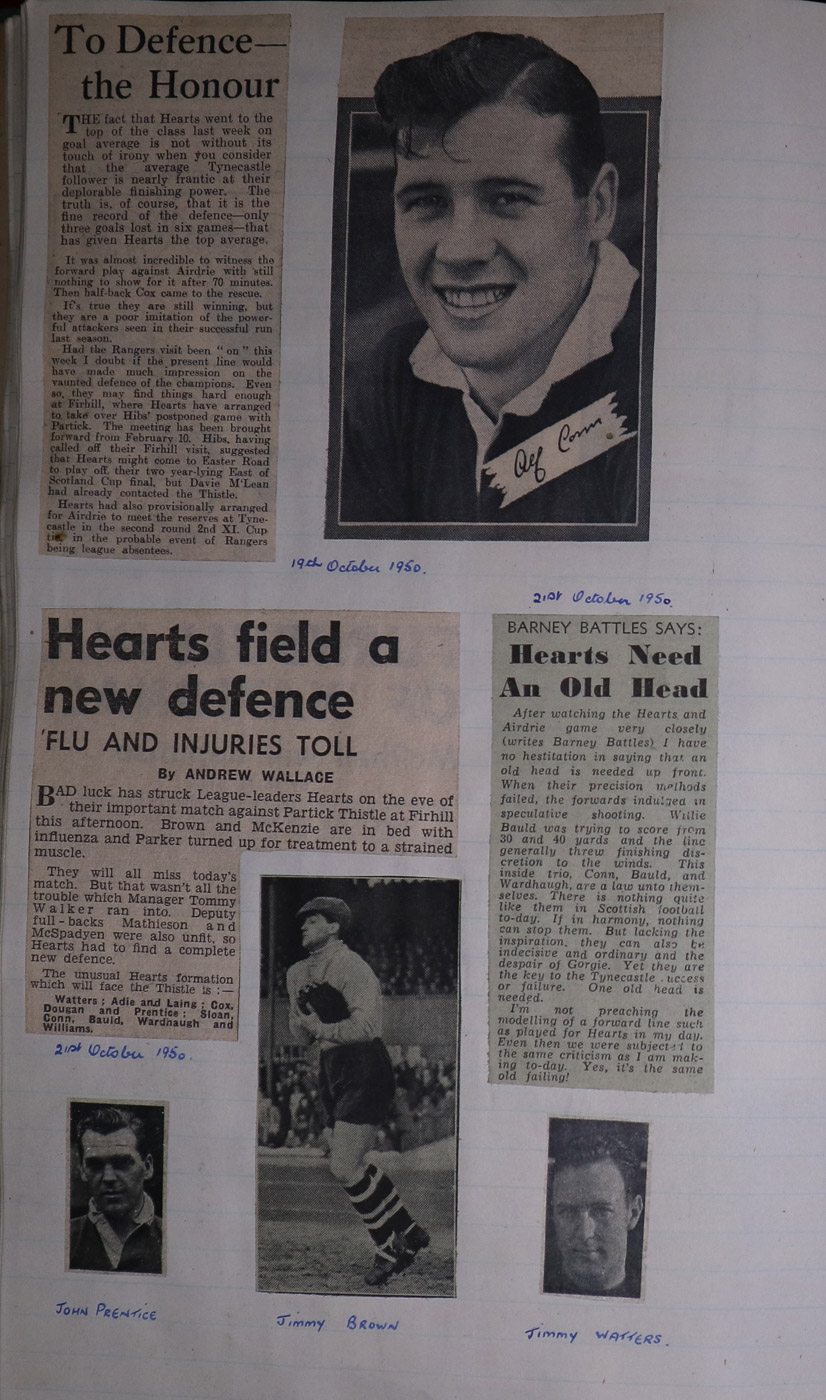 To Defence—
the Honour
THE fact that Hearts went to the
top of the class last week on
goal average is not without its
touch of irony when you consider
that the average Tynecastle
follower is nearly frantic at their
deplorable finishing power. The
truth is, of course, that it is the
fine record of the defence—only
three goals lost in six games—that
has given Hearts the top average.
It was almost incredible to witness the
forward play against Airdrie with still
nothing to show for it after 70 minutes.
Then half-back Cox came to the rescue.
It's true they are still winning, but
they are a poor imitation of the power-
ful attackers seen in their successful run
last season.
Had the Rangers visit been "on" this
week I doubt if the present line would
have made much impression on the
vaunted defence of the champions. Even
so, they may find things hard enough
at Firhill, where Hearts have arranged
to take over Hibs' postponed game with
Partick. The meeting has been brought
forward from February 10. Hibs, having
called off their Firhill visit, suggested
that Hearts might come to Easter Road
to play off their two year-lying East of
Scotland Cup final, but Davie M'Lean
had already contacted the Thistle.
Hearts had also provisionally arranged
for Airdrie to meet the reserves at Tyne-
castle in the second round 2nd XI. Cup
tie in the probable event of Rangers
being league absentees.
Alf Conn.
19th October 1950.
21st October 1950.
Hearts field a
new defence
'FLU AND INJURIES TOLL
By ANDREW WALLACE
BAD luck has struck League-leaders Hearts on the eve of
their important match against Partick Thistle at Firhill
this afternoon. Brown and McKenzie are in bed with
influenza and Parker turned up for treatment to a strained
muscle.
They will all miss today's
match. But that wasn't all the
trouble which Manager Tommy
Walker ran into. Deputy
full-backs Mathieson and
McSpadyen were also unfit, so
Hearts had to find a complete
new defence.
The unusual Hearts formation
which will face the Thistle is :—
Watters; Adie and Laing; Cox,
Dougan and Prentice; Sloan,
Conn, Bauld, Wardhaugh and
Williams.
21st October 1950.
BARNEY BATTLES SAYS:
Hearts Need
An Old Head
After watching the Hearts and
Airdrie game very closely
(writes Barney Battles) I have
no hestitation in saying that an
old head is needed up front.
When their precision methods
failed, the forwards indulged in
speculative shooting. Willie
Bauld was trying to score from
30 and 40 yards and the line
generally threw finishing dis-
cretion to the winds. This
inside trio, Conn, Bauld, and
Wardhaugh, are a law unto them-
selves. There is nothing quite
like them in Scottish football
to-day. If in harmony, nothing
can stop them. But lacking the
inspiration, they can also be
indecisive and ordinary and the
despair of Gorgie. Yet they are
the key to the Tynecastle success
or failure. One old head is
needed.
I'm not preaching the
modelling of a forward line such
as played for Hearts in my day.
Even then we were subjected to
the same criticism as I am mak-
ing to-day. Yes, it's the same
old failing!
JOHN PRENTICE
Jimmy BROWN
Jimmy WATTERS.